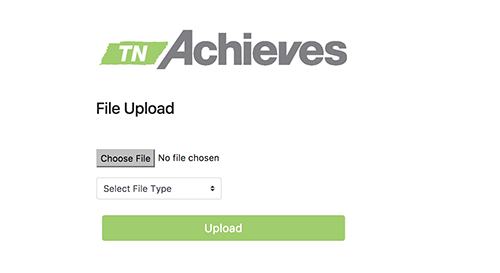 TN Achieves
File Upload
Choose File No file chosen
Select File Type
Upload